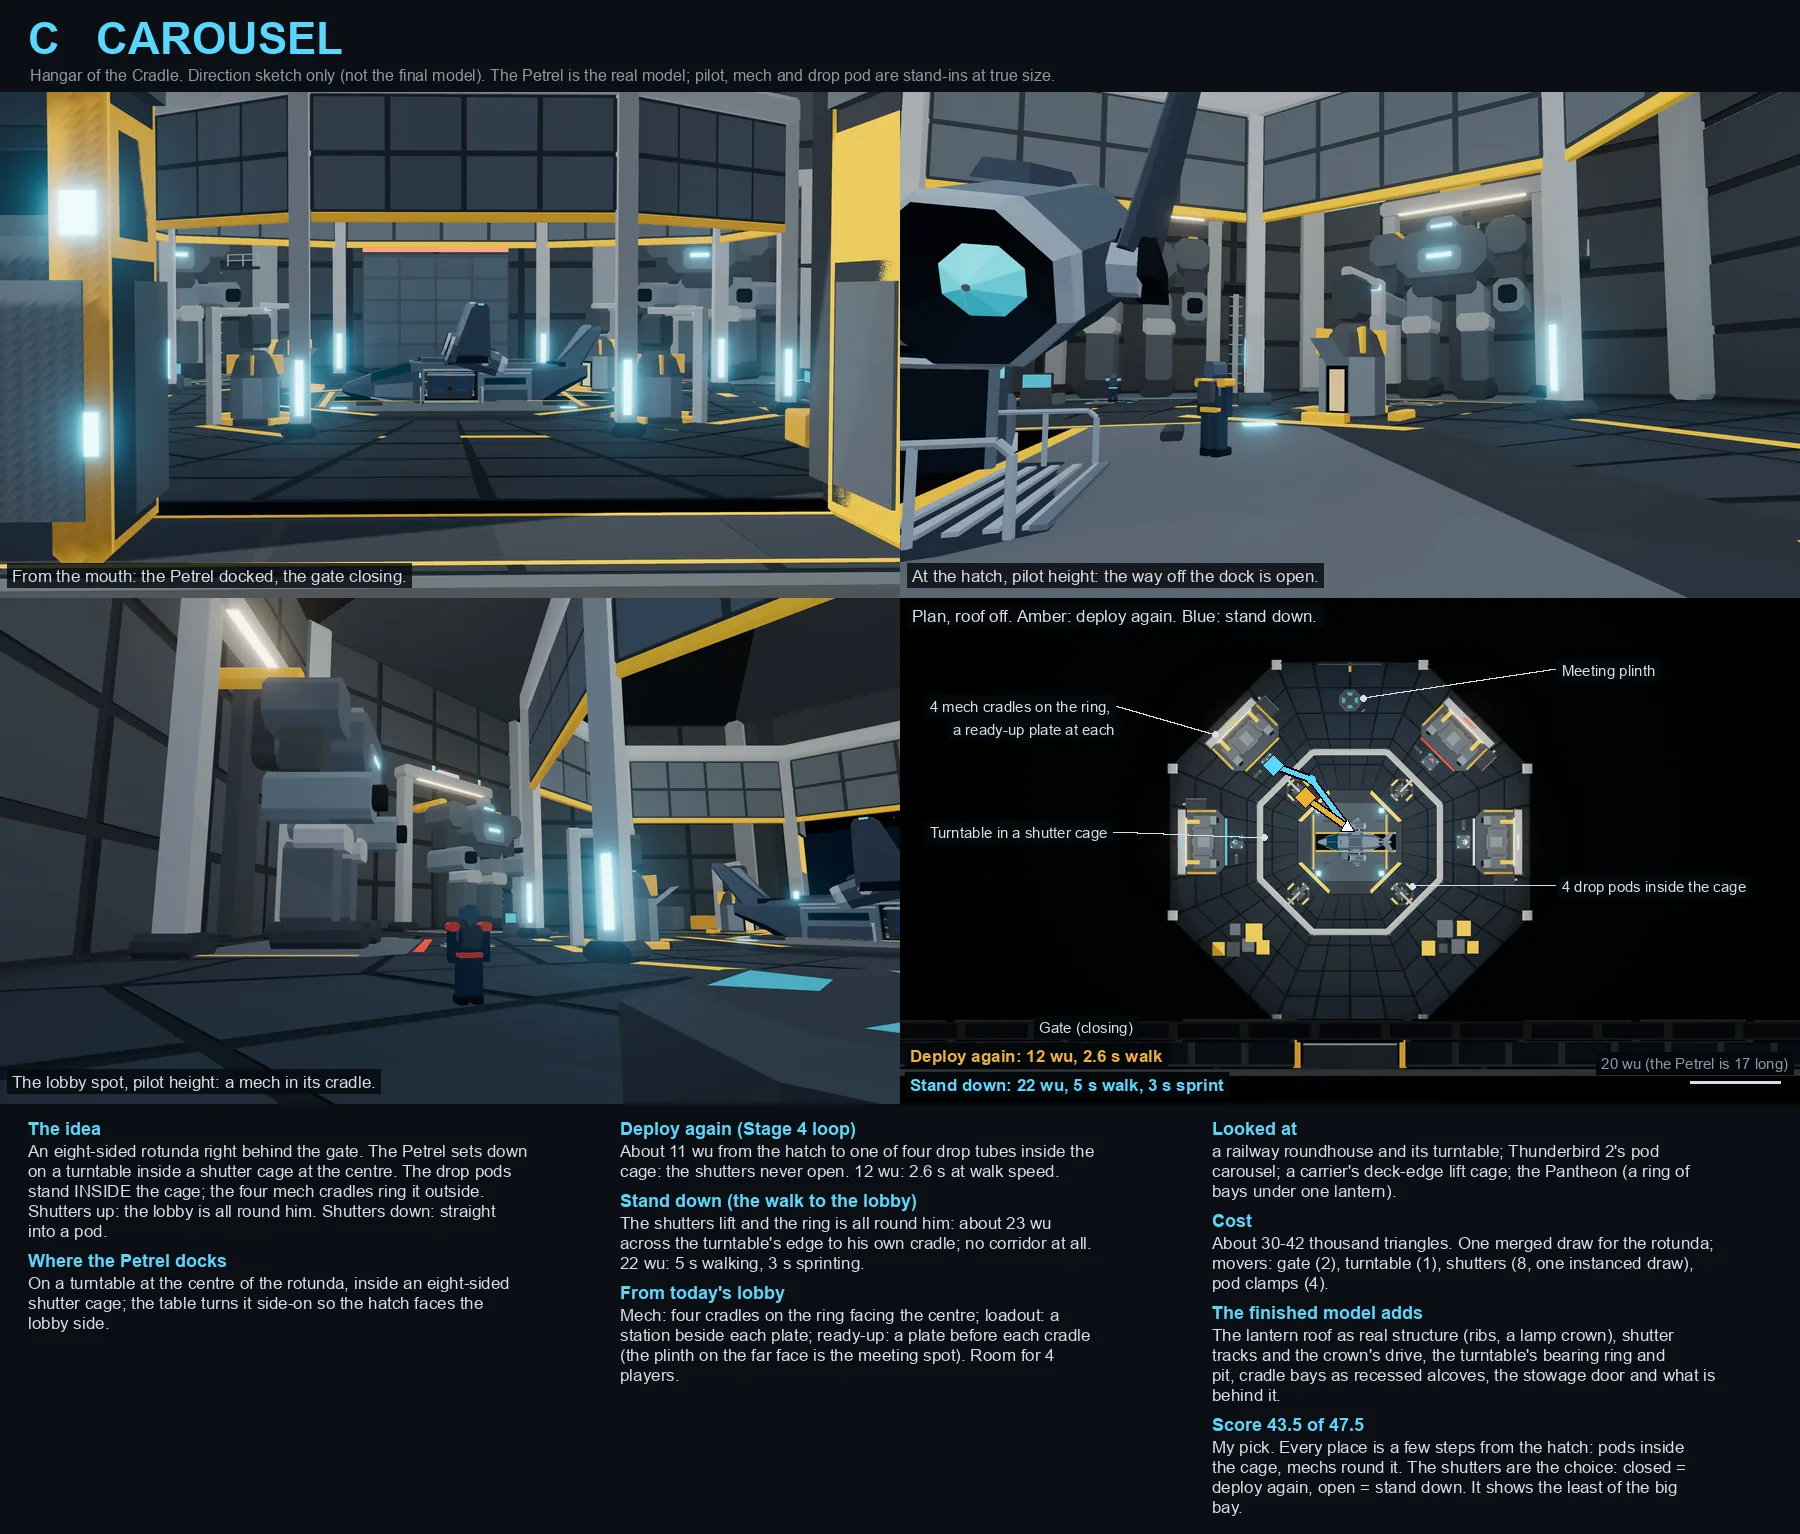 C CAROUSEL
Hangar of the Cradle. Direction sketch only (not the final model). The Petrel is the real model; pilot, mech and drop pod are stand-ins at true size.
From the mouth: the Petrel docked, the gate closing.
At the hatch, pilot height: the way off the dock is open.
The lobby spot, pilot height: a mech in its cradle.
Plan, roof off. Amber: deploy again. Blue: stand down.
Meeting plinth
4 mech cradles on the ring,
a ready-up plate at each
Turntable in a shutter cage
4 drop pods inside the cage
Gate (closing)
Deploy again: 12 wu, 2.6 s walk
Stand down: 22 wu, 5 s walk, 3 s sprint
20 wu (the Petrel is 17 long)
The idea
An eight-sided rotunda right behind the gate. The Petrel sets down
on a turntable inside a shutter cage at the centre. The drop pods
stand INSIDE the cage; the four mech cradles ring it outside.
Shutters up: the lobby is all round him. Shutters down: straight
into a pod.
Where the Petrel docks
On a turntable at the centre of the rotunda, inside an eight-sided
shutter cage; the table turns it side-on so the hatch faces the
lobby side.
Deploy again (Stage 4 loop)
About 11 wu from the hatch to one of four drop tubes inside the
cage: the shutters never open. 12 wu: 2.6 s at walk speed.
Stand down (the walk to the lobby)
The shutters lift and the ring is all round him: about 23 wu
across the turntable's edge to his own cradle; no corridor at all.
22 wu: 5 s walking, 3 s sprinting.
From today's lobby
Mech: four cradles on the ring facing the centre; loadout: a
station beside each plate; ready-up: a plate before each cradle
(the plinth on the far face is the meeting spot). Room for 4
players.
Looked at
a railway roundhouse and its turntable; Thunderbird 2's pod
carousel; a carrier's deck-edge lift cage; the Pantheon (a ring of
bays under one lantern).
Cost
About 30-42 thousand triangles. One merged draw for the rotunda;
movers: gate (2), turntable (1), shutters (8, one instanced draw),
pod clamps (4).
The finished model adds
The lantern roof as real structure (ribs, a lamp crown), shutter
tracks and the crown's drive, the turntable's bearing ring and
pit, cradle bays as recessed alcoves, the stowage door and what is
behind it.
Score 43.5 of 47.5
My pick. Every place is a few steps from the hatch: pods inside
the cage, mechs round it. The shutters are the choice: closed =
deploy again, open = stand down. It shows the least of the big
bay.